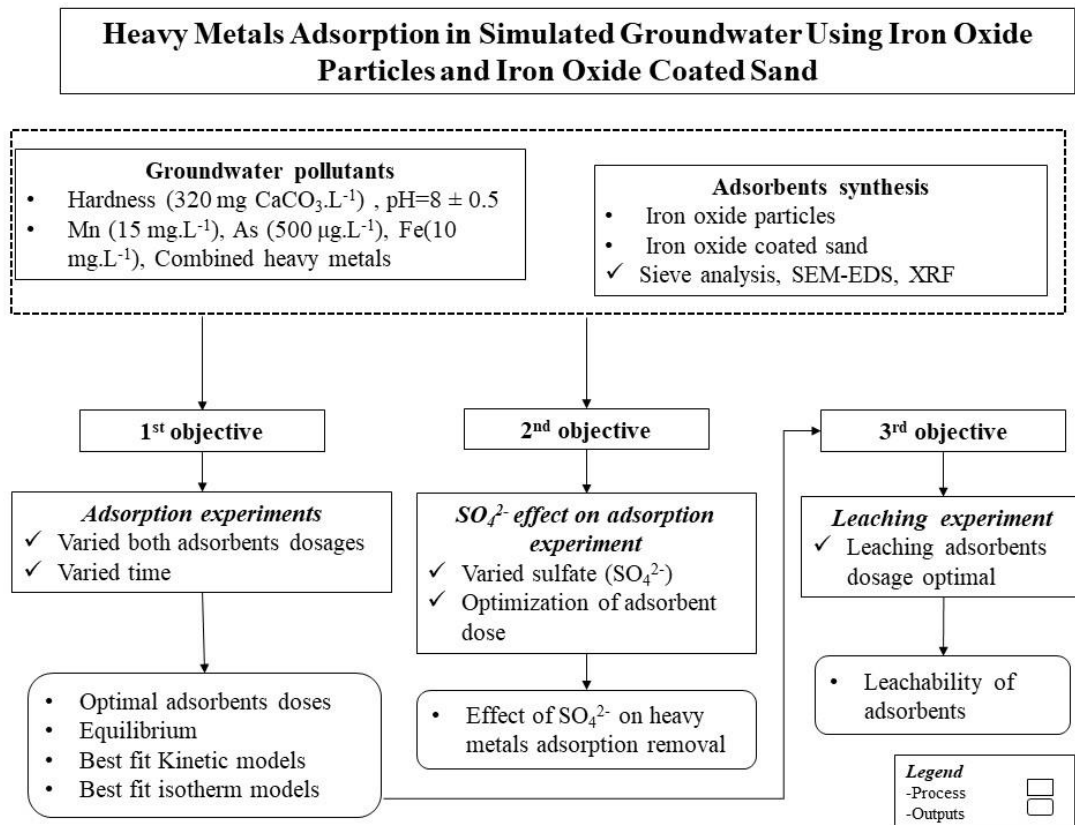 Heavy Metals Adsorption in Simulated Groundwater Using Iron Oxide
Particles and Iron Oxide Coated Sand
Groundwater pollutants
• Hardness (320 mg CaCO₃.L⁻¹) , pH=8 ± 0.5
• Mn (15 mg.L⁻¹), As (500 µg.L⁻¹), Fe(10
mg.L⁻¹), Combined heavy metals
Adsorbents synthesis
• Iron oxide particles
• Iron oxide coated sand
✓ Sieve analysis, SEM-EDS, XRF
1ˢᵗ objective
Adsorption experiments
✓ Varied both adsorbents dosages
✓ Varied time
• Optimal adsorbents doses
• Equilibrium
• Best fit Kinetic models
• Best fit isotherm models
2ⁿᵈ objective
SO₄²⁻ effect on adsorption
experiment
✓ Varied sulfate (SO₄²⁻)
✓ Optimization of adsorbent
dose
• Effect of SO₄²⁻ on heavy
metals adsorption removal
3ʳᵈ objective
Leaching experiment
✓ Leaching adsorbents
dosage optimal
• Leachability of
adsorbents
Legend
-Process
-Outputs